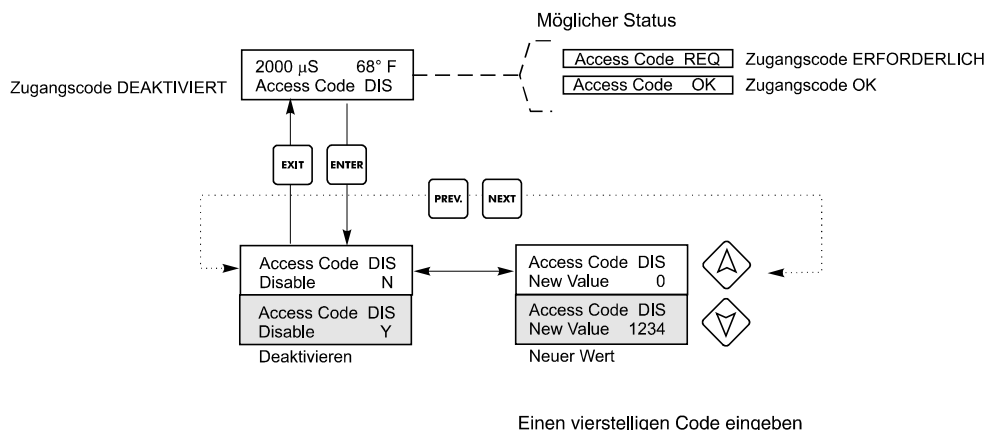 Möglicher Status
2000 µS 68° F
Access Code DIS
Zugangscode DEAKTIVIERT
Access Code REQ
Zugangscode ERFORDERLICH
Access Code OK
Zugangscode OK
EXIT
ENTER
PREV.
NEXT
Access Code DIS
Disable N
Access Code DIS
Disable Y
Deaktivieren
Access Code DIS
New Value 0
Access Code DIS
New Value 1234
Neuer Wert
Einen vierstelligen Code eingeben